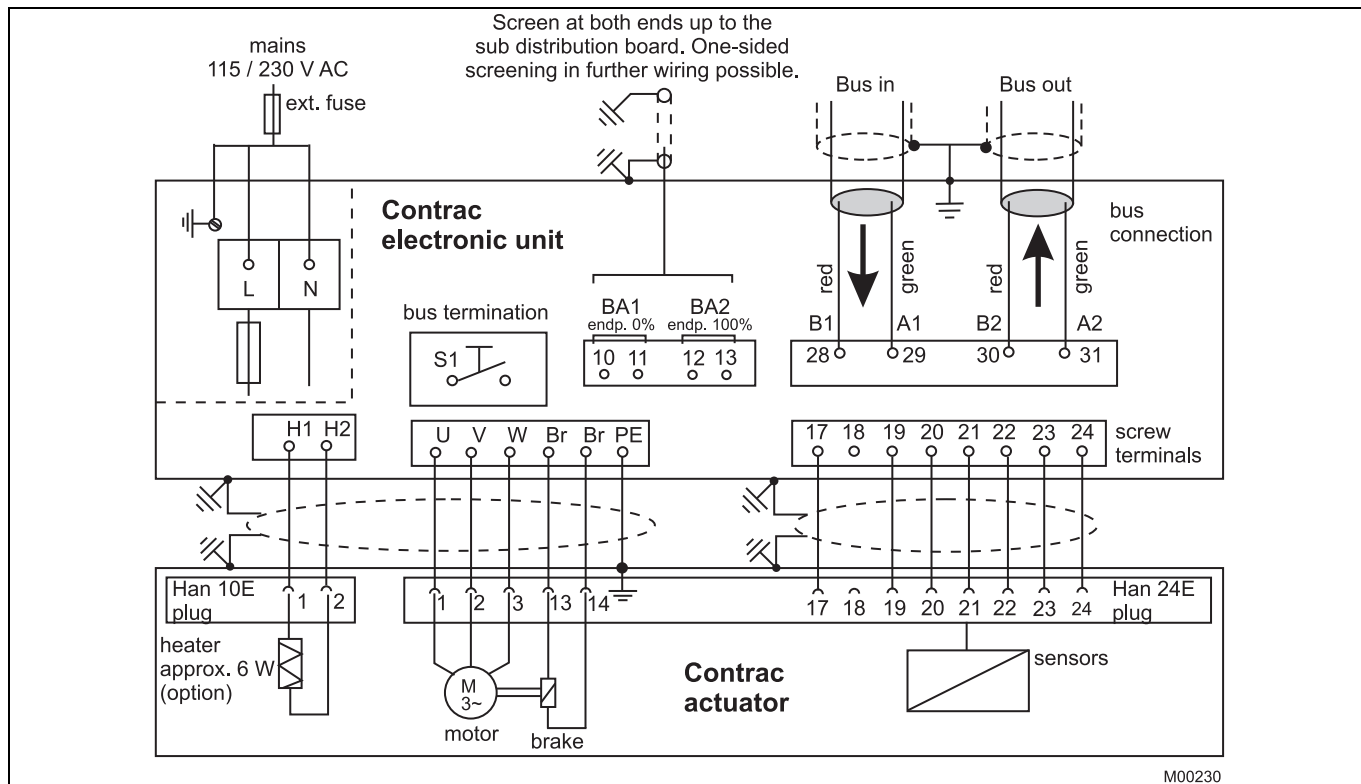 Screen at both ends up to the
sub distribution board. One-sided
screening in further wiring possible.
mains
115 / 230 V AC
ext. fuse
Bus in
Bus out
Contrac
electronic unit
bus
connection
L N
red
green
red
green
bus termination
S1
BA1 BA2
endp. 0% endp. 100%
10 11 12 13
B1 A1 B2 A2
28 29 30 31
H1 H2
U V W Br Br PE
17 18 19 20 21 22 23 24
screw
terminals
Han 10E
plug
1 2
1 2 3 13 14
17 18 19 20 21 22 23 24
Han 24E
plug
heater
approx. 6 W
(option)
M
3~
motor
brake
Contrac
actuator
sensors
M00230